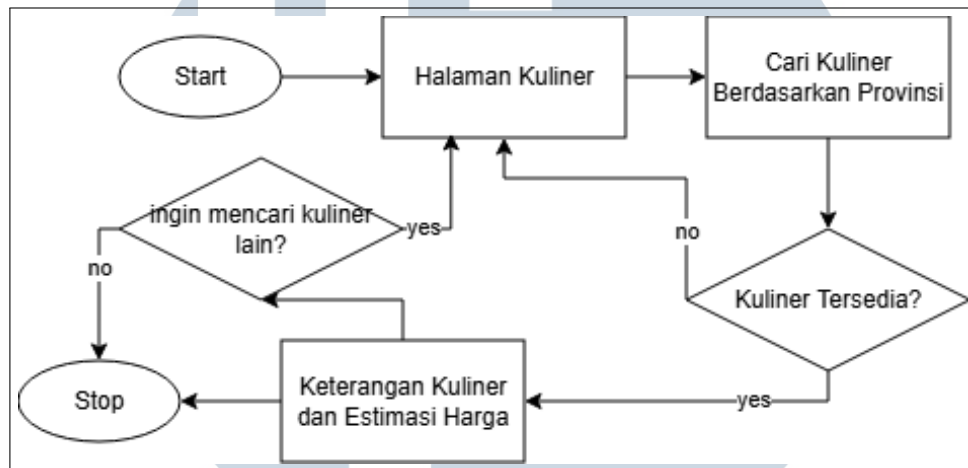 Start
Halaman Kuliner
Cari Kuliner
Berdasarkan Provinsi
ingin mencari kuliner
lain?
yes
no
no
Kuliner Tersedia?
Keterangan Kuliner
dan Estimasi Harga
yes
Stop